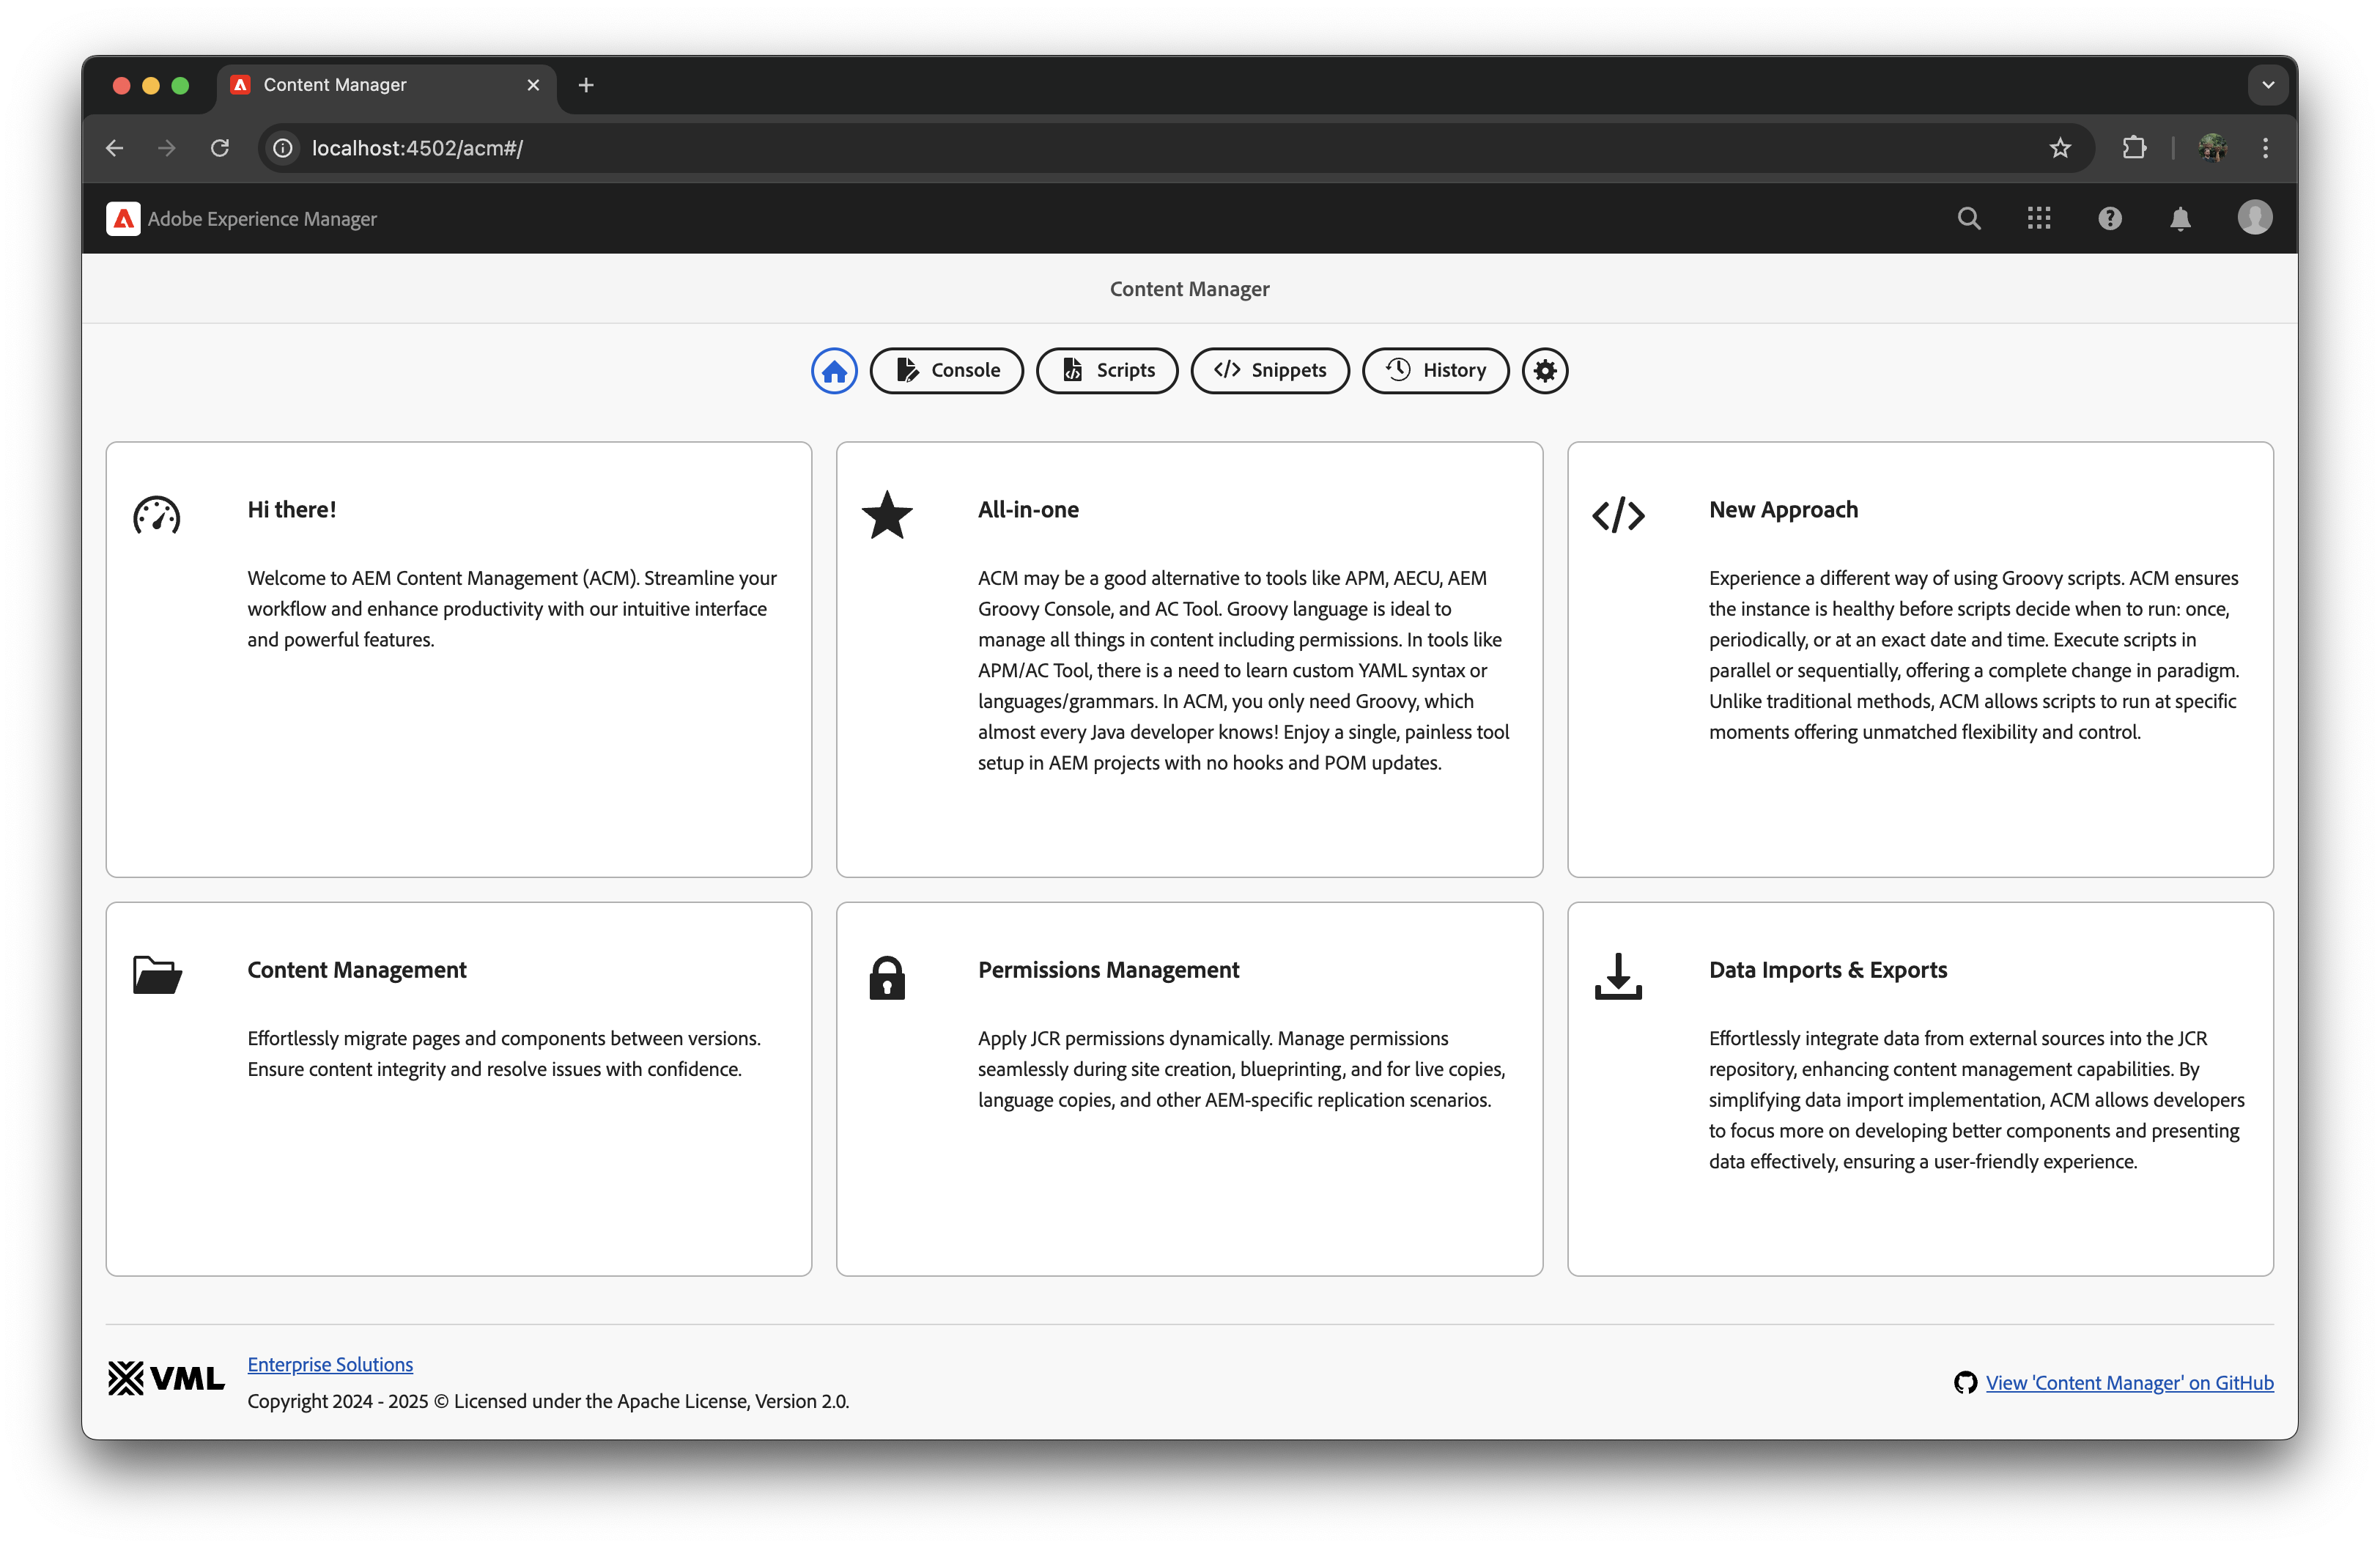 Content Manager
localhost:4502/acm#/
Adobe Experience Manager
Content Manager
Console
Scripts
Snippets
History
Hi there!
Welcome to AEM Content Management (ACM). Streamline your
workflow and enhance productivity with our intuitive interface
and powerful features.
All-in-one
ACM may be a good alternative to tools like APM, AECU, AEM
Groovy Console, and AC Tool. Groovy language is ideal to
manage all things in content including permissions. In tools like
APM/AC Tool, there is a need to learn custom YAML syntax or
languages/grammars. In ACM, you only need Groovy, which
almost every Java developer knows! Enjoy a single, painless tool
setup in AEM projects with no hooks and POM updates.
New Approach
Experience a different way of using Groovy scripts. ACM ensures
the instance is healthy before scripts decide when to run: once,
periodically, or at an exact date and time. Execute scripts in
parallel or sequentially, offering a complete change in paradigm.
Unlike traditional methods, ACM allows scripts to run at specific
moments offering unmatched flexibility and control.
Content Management
Effortlessly migrate pages and components between versions.
Ensure content integrity and resolve issues with confidence.
Permissions Management
Apply JCR permissions dynamically. Manage permissions
seamlessly during site creation, blueprinting, and for live copies,
language copies, and other AEM-specific replication scenarios.
Data Imports & Exports
Effortlessly integrate data from external sources into the JCR
repository, enhancing content management capabilities. By
simplifying data import implementation, ACM allows developers
to focus more on developing better components and presenting
data effectively, ensuring a user-friendly experience.
VML
Enterprise Solutions
Copyright 2024 - 2025 © Licensed under the Apache License, Version 2.0.
View 'Content Manager' on GitHub